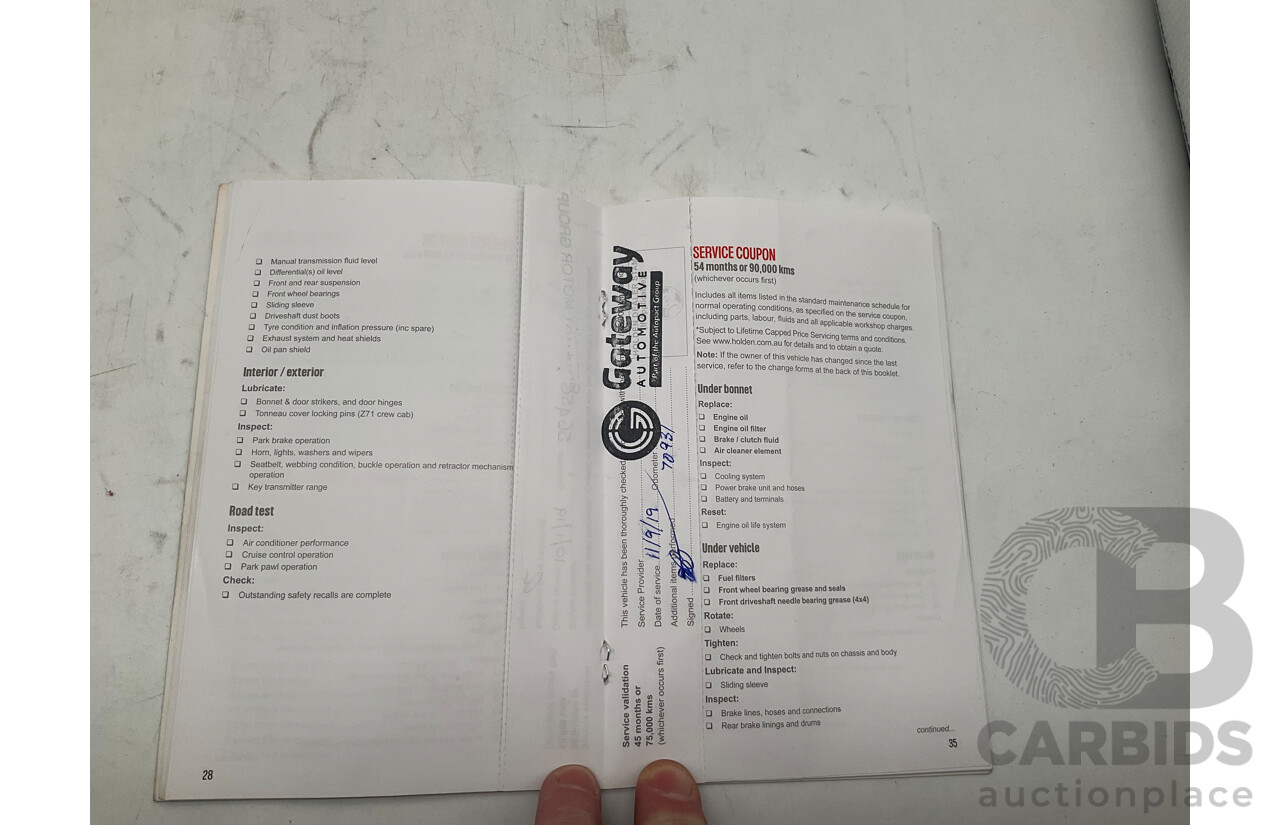 Manual transmission fluid level
Differential(s) oil level
Front and rear suspension
Front wheel bearings
Sliding sleeve
Driveshaft dust boots
Tyre condition and inflation pressure (inc spare)
Exhaust system and heat shields
Oil pan shield
Interior / exterior
Lubricate:
Bonnet & door strikers, and door hinges
Tonneau cover locking pins (Z71 crew cab)
Inspect:
Park brake operation
Horn, lights, washers and wipers
Seatbelt, webbing condition, buckle operation and retractor mechanism
operation
Key transmitter range
Road test
Inspect:
Air conditioner performance
Cruise control operation
Park pawl operation
Check:
Outstanding safety recalls are complete
28
Service validation
45 months or
75,000 kms
(whichever occurs first)
This vehicle has been thoroughly checked
Service Provider
Date of service 11/9/19 Odometer 70931
Additional items Performed
Signed
Gateway
AUTOMOTIVE
Part of the Autopact Group
SERVICE COUPON
54 months or 90,000 kms
(whichever occurs first)
Includes all items listed in the standard maintenance schedule for
normal operating conditions, as specified on the service coupon,
including parts, labour, fluids and all applicable workshop charges.
*Subject to Lifetime Capped Price Servicing terms and conditions.
See www.holden.com.au for details and to obtain a quote.
Note: If the owner of this vehicle has changed since the last
service, refer to the change forms at the back of this booklet.
Under bonnet
Replace:
Engine oil
Engine oil filter
Brake / clutch fluid
Air cleaner element
Inspect:
Cooling system
Power brake unit and hoses
Battery and terminals
Reset:
Engine oil life system
Under vehicle
Replace:
Fuel filters
Front wheel bearing grease and seals
Front driveshaft needle bearing grease (4x4)
Rotate:
Wheels
Tighten:
Check and tighten bolts and nuts on chassis and body
Lubricate and Inspect:
Sliding sleeve
Inspect:
Brake lines, hoses and connections
Rear brake linings and drums
continued...
35
CB
CARBIDS
auctionplace